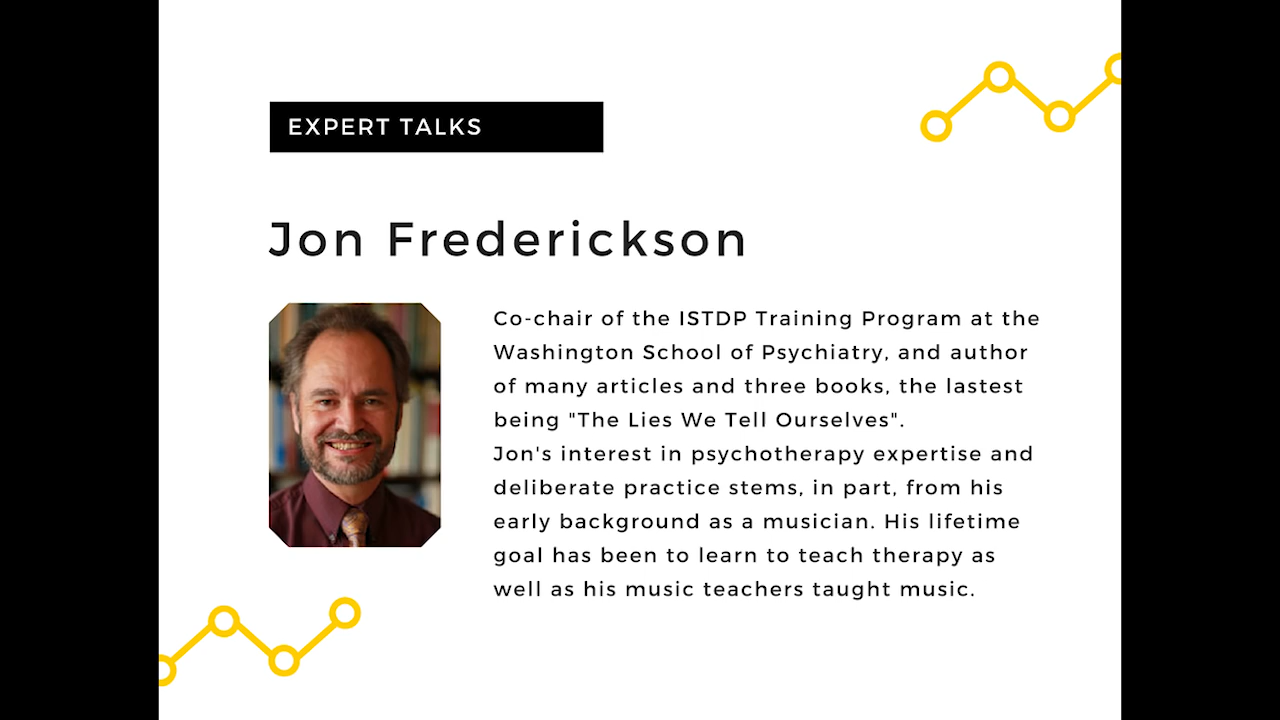 EXPERT TALKS
Jon Frederickson
Co-chair of the ISTDP Training Program at the
Washington School of Psychiatry, and author
of many articles and three books, the lastest
being "The Lies We Tell Ourselves".
Jon's interest in psychotherapy expertise and
deliberate practice stems, in part, from his
early background as a musician. His lifetime
goal has been to learn to teach therapy as
well as his music teachers taught music.